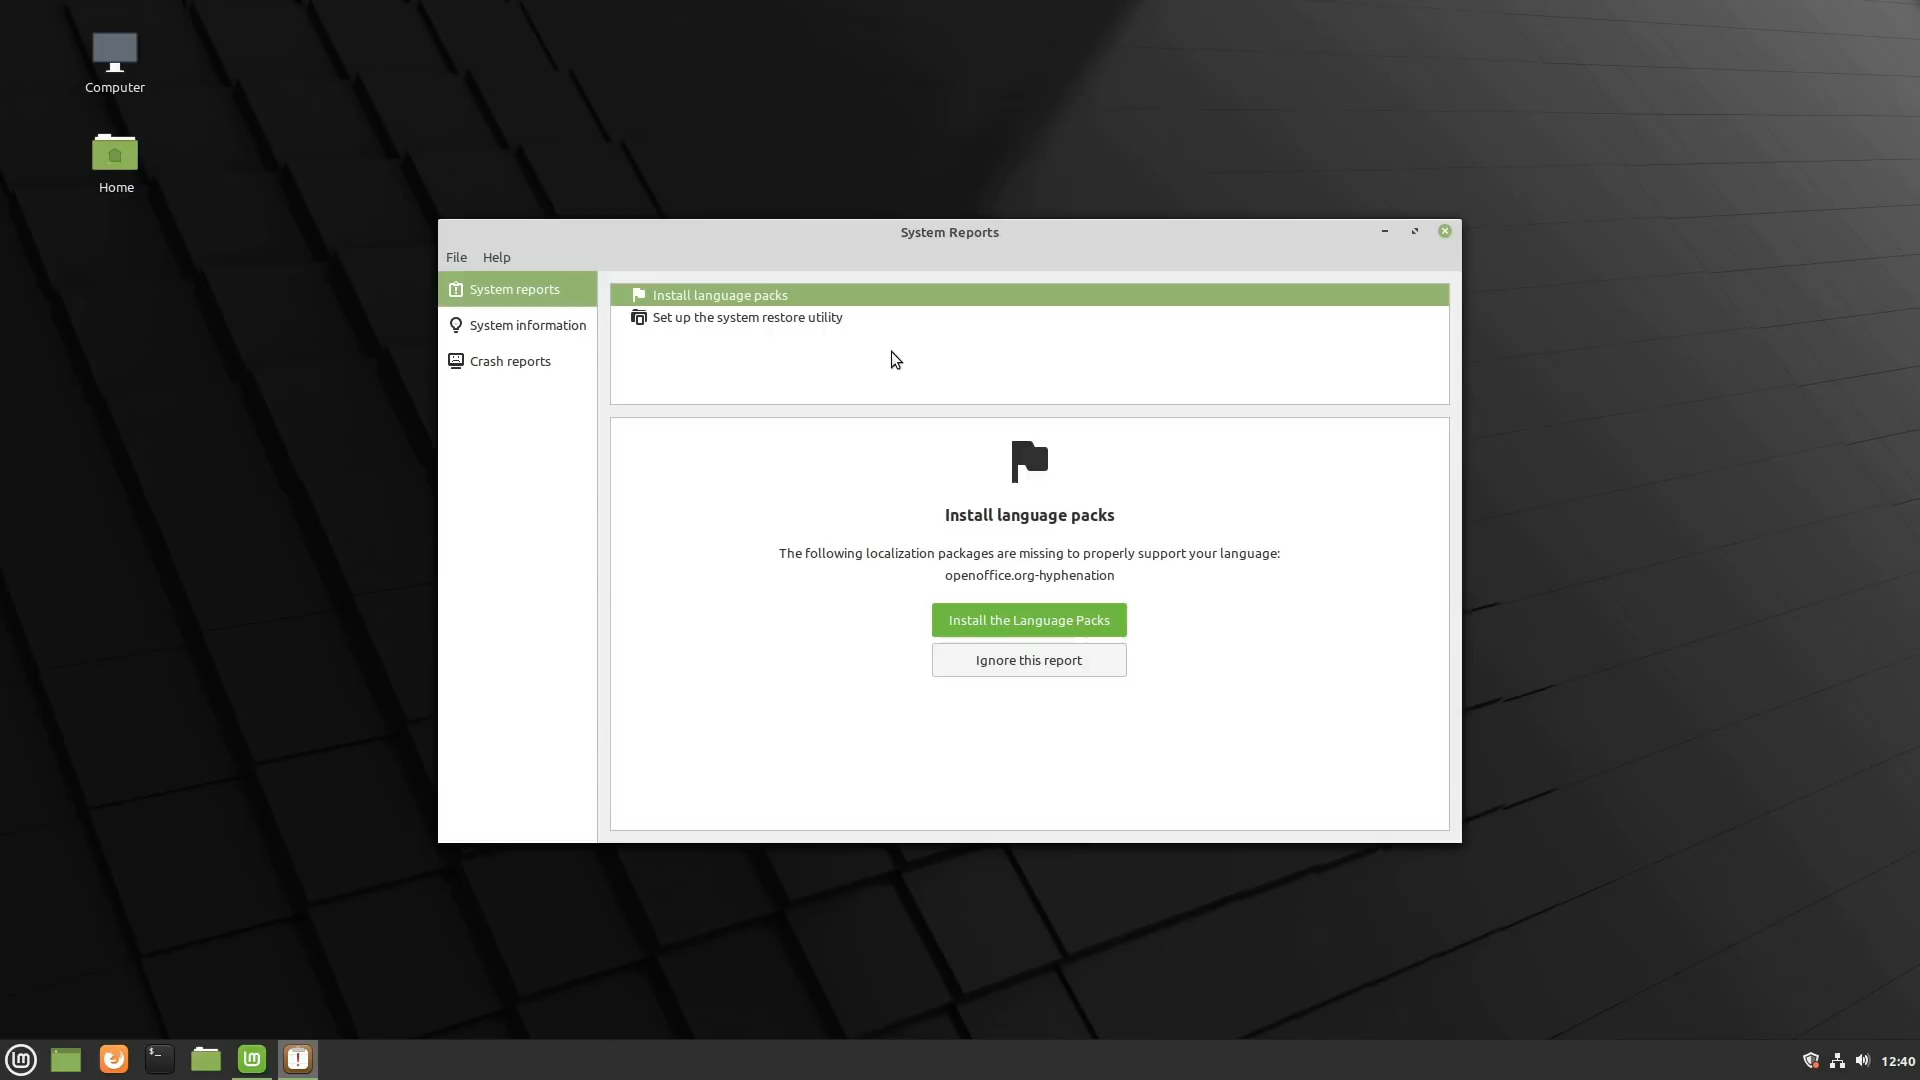 Computer
Home
System Reports
File Help
System reports
System information
Crash reports
Install language packs
Set up the system restore utility
Install language packs
The following localization packages are missing to properly support your language:
openoffice.org-hyphenation
Install the Language Packs
Ignore this report
12:40